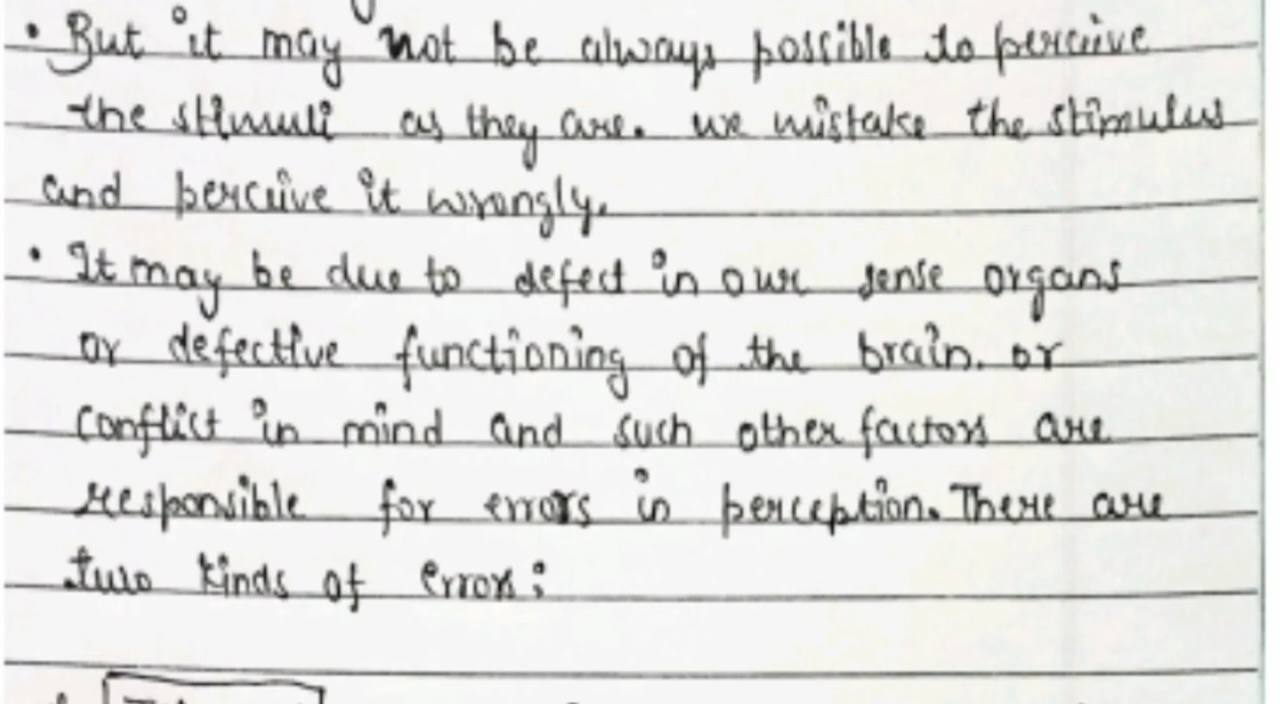 • But it may not be always possible to perceive
the stimuli as they are. we mistake the stimulus
and perceive it wrongly.
• It may be due to defect in our sense organs
or defective functioning of the brain. or
conflict in mind and such other factors are
responsible for errors in perception. There are
two kinds of errors: